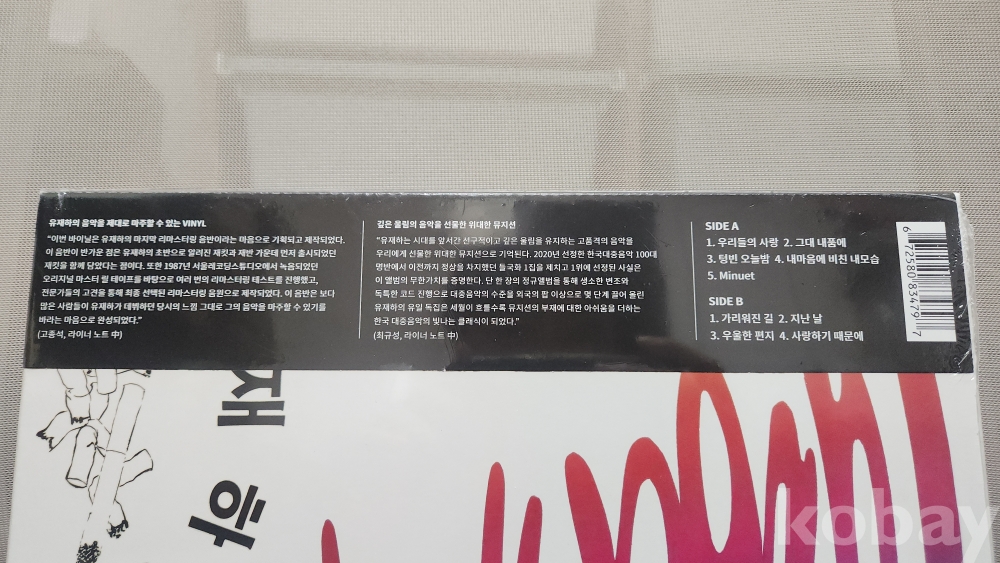 유재하의 음악을 제대로 마주할 수 있는 VINYL
“이번 바이닐은 유재하의 마지막 리마스터링 음반이라는 마음으로 기획되고 제작되었다.
이 음반이 반가운 점은 유재하의 초반으로 알려진 재킷과 제반 가운데 먼저 출시되었던
재킷을 함께 담았다는 점이다. 또한 1987년 서울레코딩스튜디오에서 녹음되었던
오리지널 마스터 릴 테이프를 바탕으로 여러 번의 리마스터링 테스트를 진행했고,
전문가들의 고견을 통해 최종 선택된 리마스터링 음원으로 제작되었다. 이 음반은 보다
많은 사람들이 유재하가 데뷔하던 당시의 느낌 그대로 그의 음악을 마주할 수 있기를
바라는 마음으로 완성되었다.”
(고종석, 라이너 노트 中)
깊은 울림의 음악을 선물한 위대한 뮤지션
“유재하는 시대를 앞서간 선구적이고 깊은 울림을 유지하는 고품격의 음악을
우리에게 선물한 위대한 뮤지션으로 기억된다. 2020년 선정한 한국대중음악 100대
명반에서 이전까지 정상을 차지했던 들국화 1집을 제치고 1위에 선정된 사실은
이 앨범의 무한가치를 증명한다. 단 한 장의 정규앨범을 통해 생소한 변조와
독특한 코드 진행으로 대중음악의 수준을 외국의 팝 이상으로 몇 단계 끌어 올린
유재하의 유일 독집은 세월이 흐를수록 뮤지션의 부재에 대한 아쉬움을 더하는
한국 대중음악의 빛나는 클래식이 되었다.”
(최규성, 라이너 노트 中)
SIDE A
1. 우리들의 사랑 2. 그대 내품에
3. 텅빈 오늘밤 4. 내마음에 비친 내모습
5. Minuet
SIDE B
1. 가리워진 길 2. 지난 날
3. 우울한 편지 4. 사랑하기 때문에
6 72580 78347 9 7
재
하
kobay